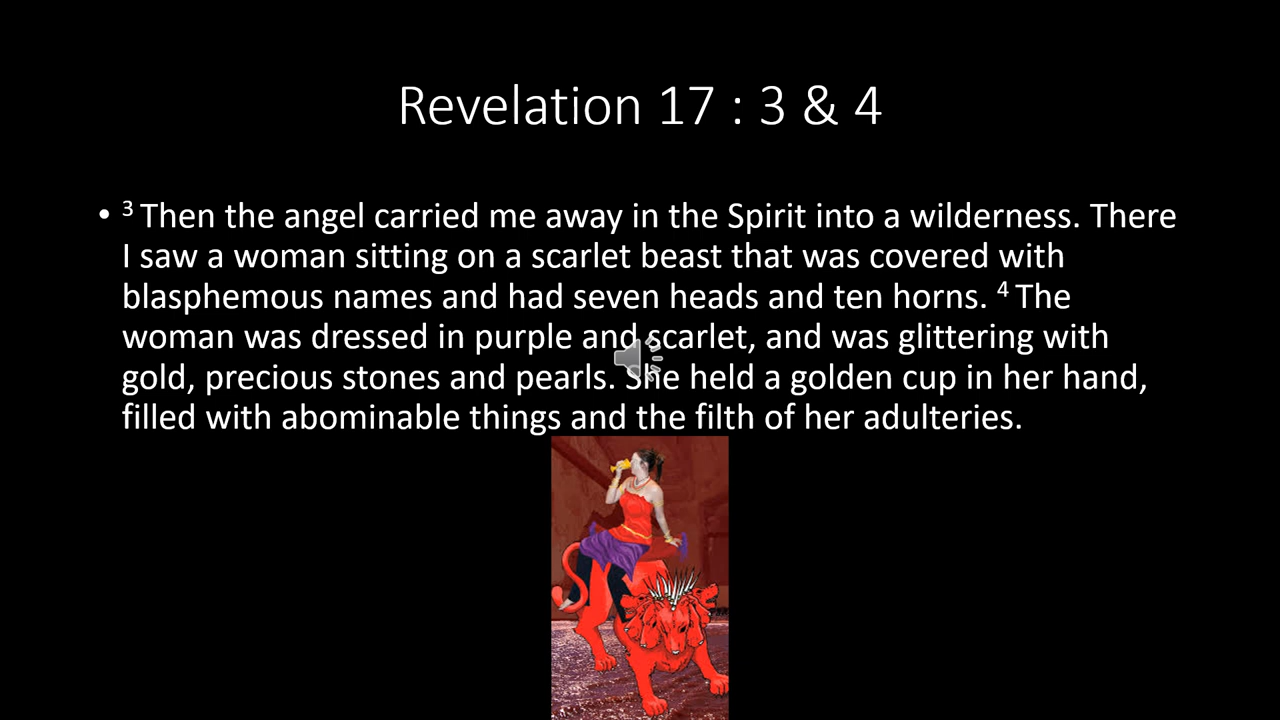 Revelation 17 : 3 & 4
• ³ Then the angel carried me away in the Spirit into a wilderness. There
I saw a woman sitting on a scarlet beast that was covered with
blasphemous names and had seven heads and ten horns. ⁴ The
woman was dressed in purple and scarlet, and was glittering with
gold, precious stones and pearls. She held a golden cup in her hand,
filled with abominable things and the filth of her adulteries.